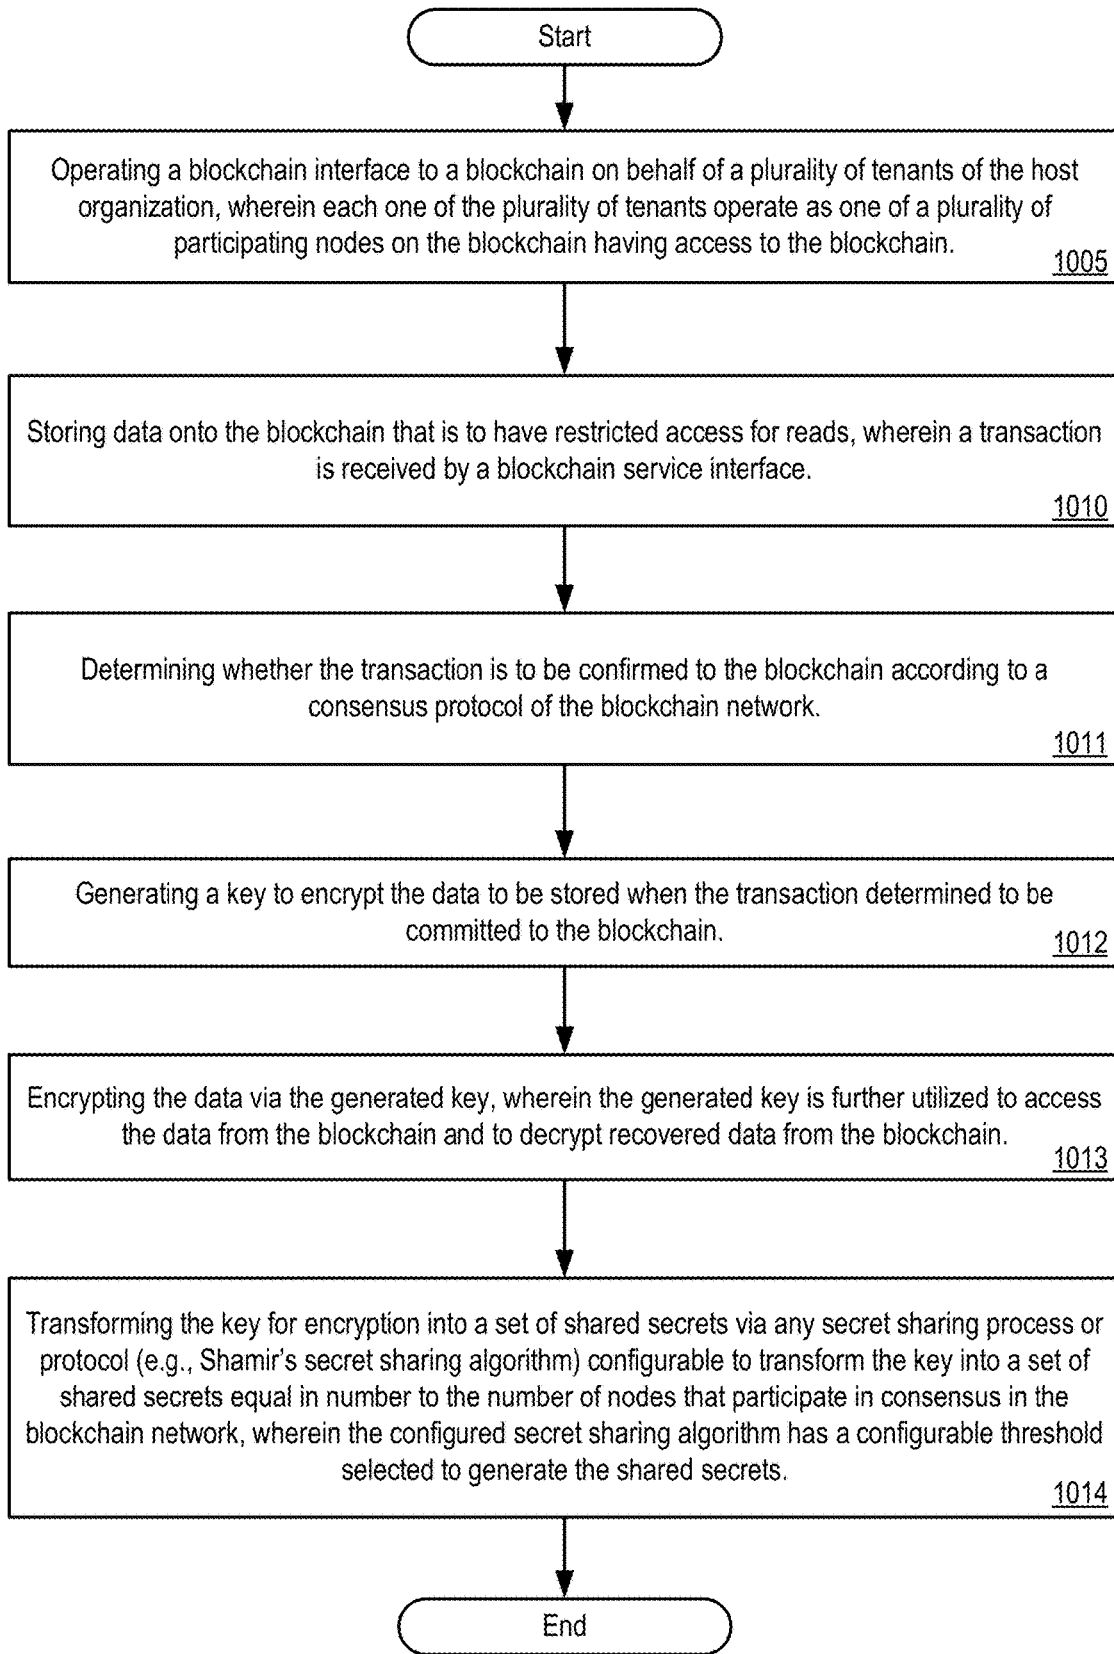 Start
Operating a blockchain interface to a blockchain on behalf of a plurality of tenants of the host
organization, wherein each one of the plurality of tenants operate as one of a plurality of
participating nodes on the blockchain having access to the blockchain.
1005
Storing data onto the blockchain that is to have restricted access for reads, wherein a transaction
is received by a blockchain service interface.
1010
Determining whether the transaction is to be confirmed to the blockchain according to a
consensus protocol of the blockchain network.
1011
Generating a key to encrypt the data to be stored when the transaction determined to be
committed to the blockchain.
1012
Encrypting the data via the generated key, wherein the generated key is further utilized to access
the data from the blockchain and to decrypt recovered data from the blockchain.
1013
Transforming the key for encryption into a set of shared secrets via any secret sharing process or
protocol (e.g., Shamir's secret sharing algorithm) configurable to transform the key into a set of
shared secrets equal in number to the number of nodes that participate in consensus in the
blockchain network, wherein the configured secret sharing algorithm has a configurable threshold
selected to generate the shared secrets.
1014
End